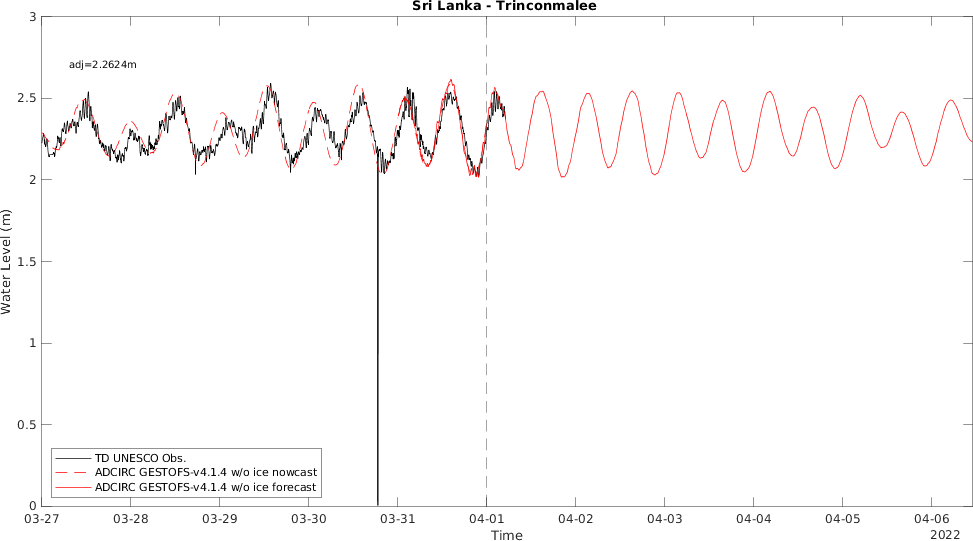 Sri Lanka - Trinconmalee
3
adj=2.2624m
2.5
2
1.5
Water Level (m)
1
0.5
TD UNESCO Obs.
ADCIRC GESTOFS-v4.1.4 w/o ice nowcast
ADCIRC GESTOFS-v4.1.4 w/o ice forecast
0
03-27 03-28 03-29 03-30 03-31 04-01 04-02 04-03 04-04 04-05 04-06
Time 2022